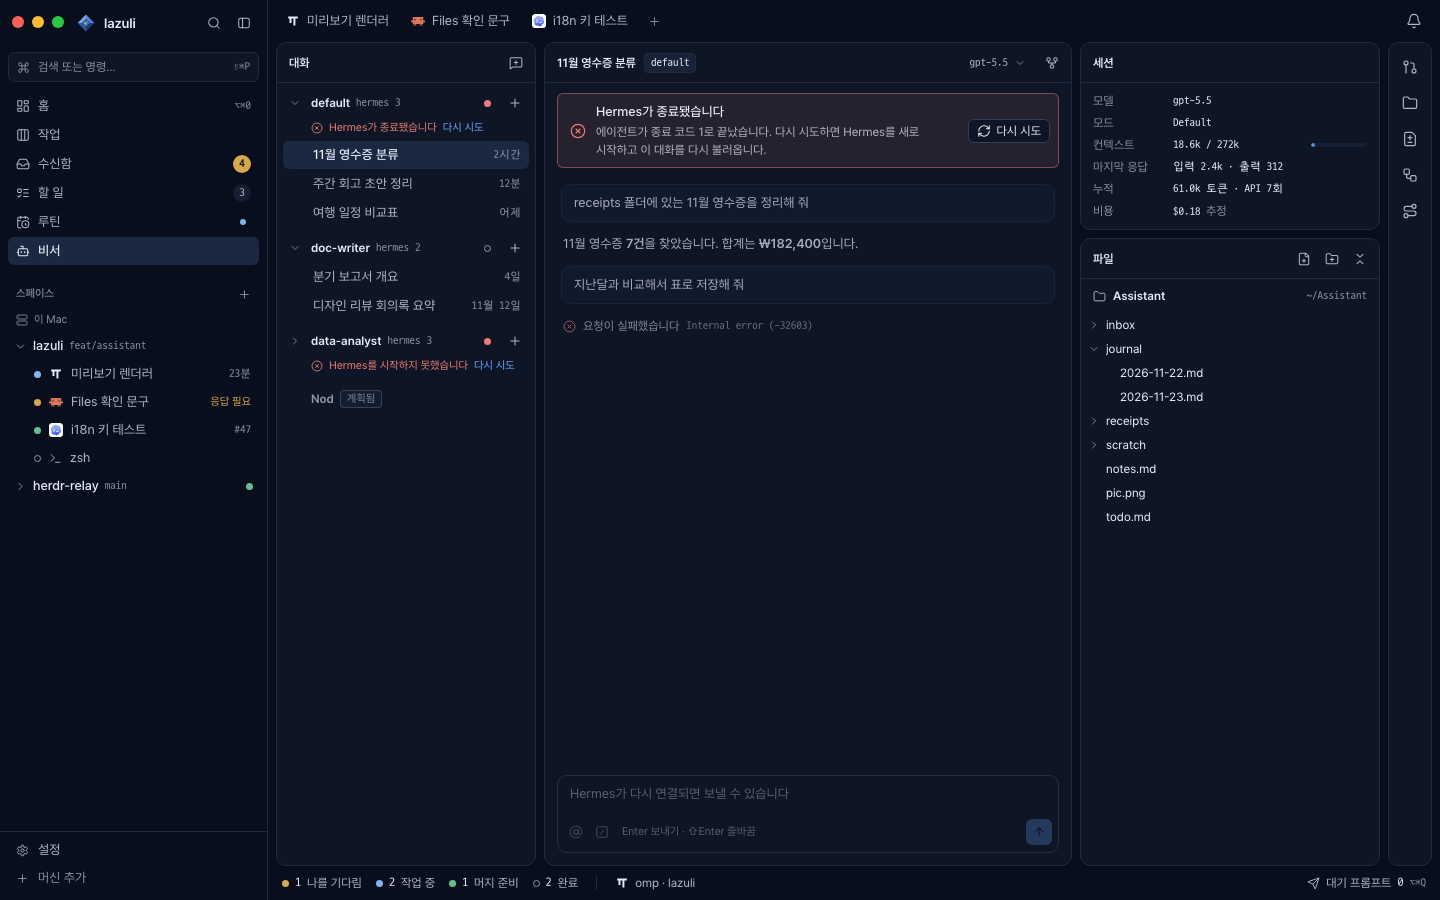 lazuli
검색 또는 명령... ⇧⌘P
홈 ⌥⌘0
작업
수신함 4
할 일 3
루틴
비서
스페이스
이 Mac
lazuli feat/assistant
미리보기 렌더러 23분
Files 확인 문구 응답 필요
i18n 키 테스트 #47
zsh
herdr-relay main
설정
머신 추가
미리보기 렌더러
Files 확인 문구
i18n 키 테스트
대화
default hermes 3
Hermes가 종료됐습니다 다시 시도
11월 영수증 분류 2시간
주간 회고 초안 정리 12분
여행 일정 비교표 어제
doc-writer hermes 2
분기 보고서 개요 4일
디자인 리뷰 회의록 요약 11월 12일
data-analyst hermes 3
Hermes를 시작하지 못했습니다 다시 시도
Nod 계획됨
11월 영수증 분류 default gpt-5.5
Hermes가 종료됐습니다
에이전트가 종료 코드 1로 끝났습니다. 다시 시도하면 Hermes를 새로
시작하고 이 대화를 다시 불러옵니다.
다시 시도
receipts 폴더에 있는 11월 영수증을 정리해 줘
11월 영수증 7건을 찾았습니다. 합계는 ₩182,400입니다.
지난달과 비교해서 표로 저장해 줘
요청이 실패했습니다 Internal error (-32603)
Hermes가 다시 연결되면 보낼 수 있습니다
Enter 보내기 · ⇧Enter 줄바꿈
세션
모델 gpt-5.5
모드 Default
컨텍스트 18.6k / 272k
마지막 응답 입력 2.4k · 출력 312
누적 61.0k 토큰 · API 7회
비용 $0.18 추정
파일
Assistant ~/Assistant
inbox
journal
2026-11-22.md
2026-11-23.md
receipts
scratch
notes.md
pic.png
todo.md
1 나를 기다림 2 작업 중 1 머지 준비 2 완료 omp · lazuli
대기 프롬프트 0 ⌥⌘Q